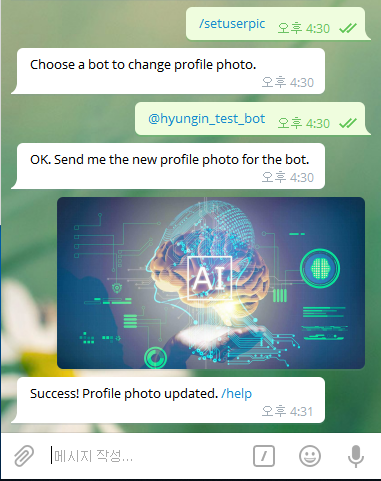 /setuserpic 오후 4:30
Choose a bot to change profile photo.
오후 4:30
@hyungin_test_bot 오후 4:30
OK. Send me the new profile photo for the bot.
오후 4:30
AI
Success! Profile photo updated. /help
오후 4:31
메시지 작성...